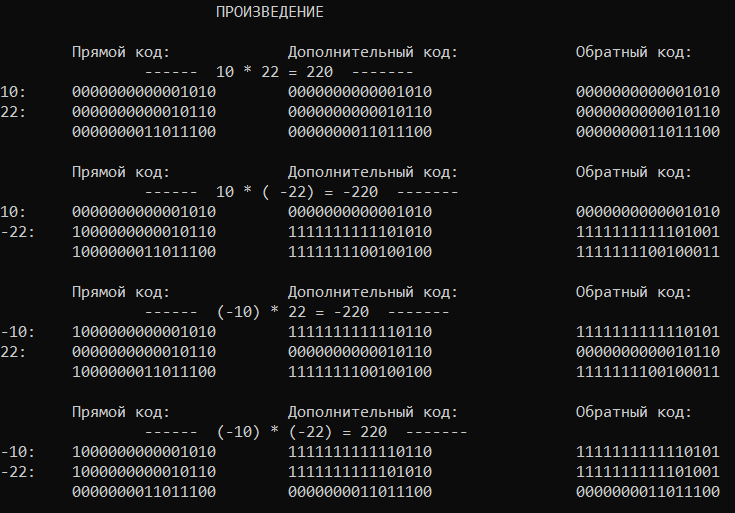 ПРОИЗВЕДЕНИЕ
Прямой код: Дополнительный код: Обратный код:
------ 10 * 22 = 220 -------
10: 0000000000001010 0000000000001010 0000000000001010
22: 0000000000010110 0000000000010110 0000000000010110
0000000011011100 0000000011011100 0000000011011100
Прямой код: Дополнительный код: Обратный код:
------ 10 * ( -22) = -220 -------
10: 0000000000001010 0000000000001010 0000000000001010
-22: 1000000000010110 1111111111101010 1111111111101001
1000000011011100 1111111100100100 1111111100100011
Прямой код: Дополнительный код: Обратный код:
------ (-10) * 22 = -220 -------
-10: 1000000000001010 1111111111110110 1111111111110101
22: 0000000000010110 0000000000010110 0000000000010110
1000000011011100 1111111100100100 1111111100100011
Прямой код: Дополнительный код: Обратный код:
------ (-10) * (-22) = 220 -------
-10: 1000000000001010 1111111111110110 1111111111110101
-22: 1000000000010110 1111111111101010 1111111111101001
0000000011011100 0000000011011100 0000000011011100